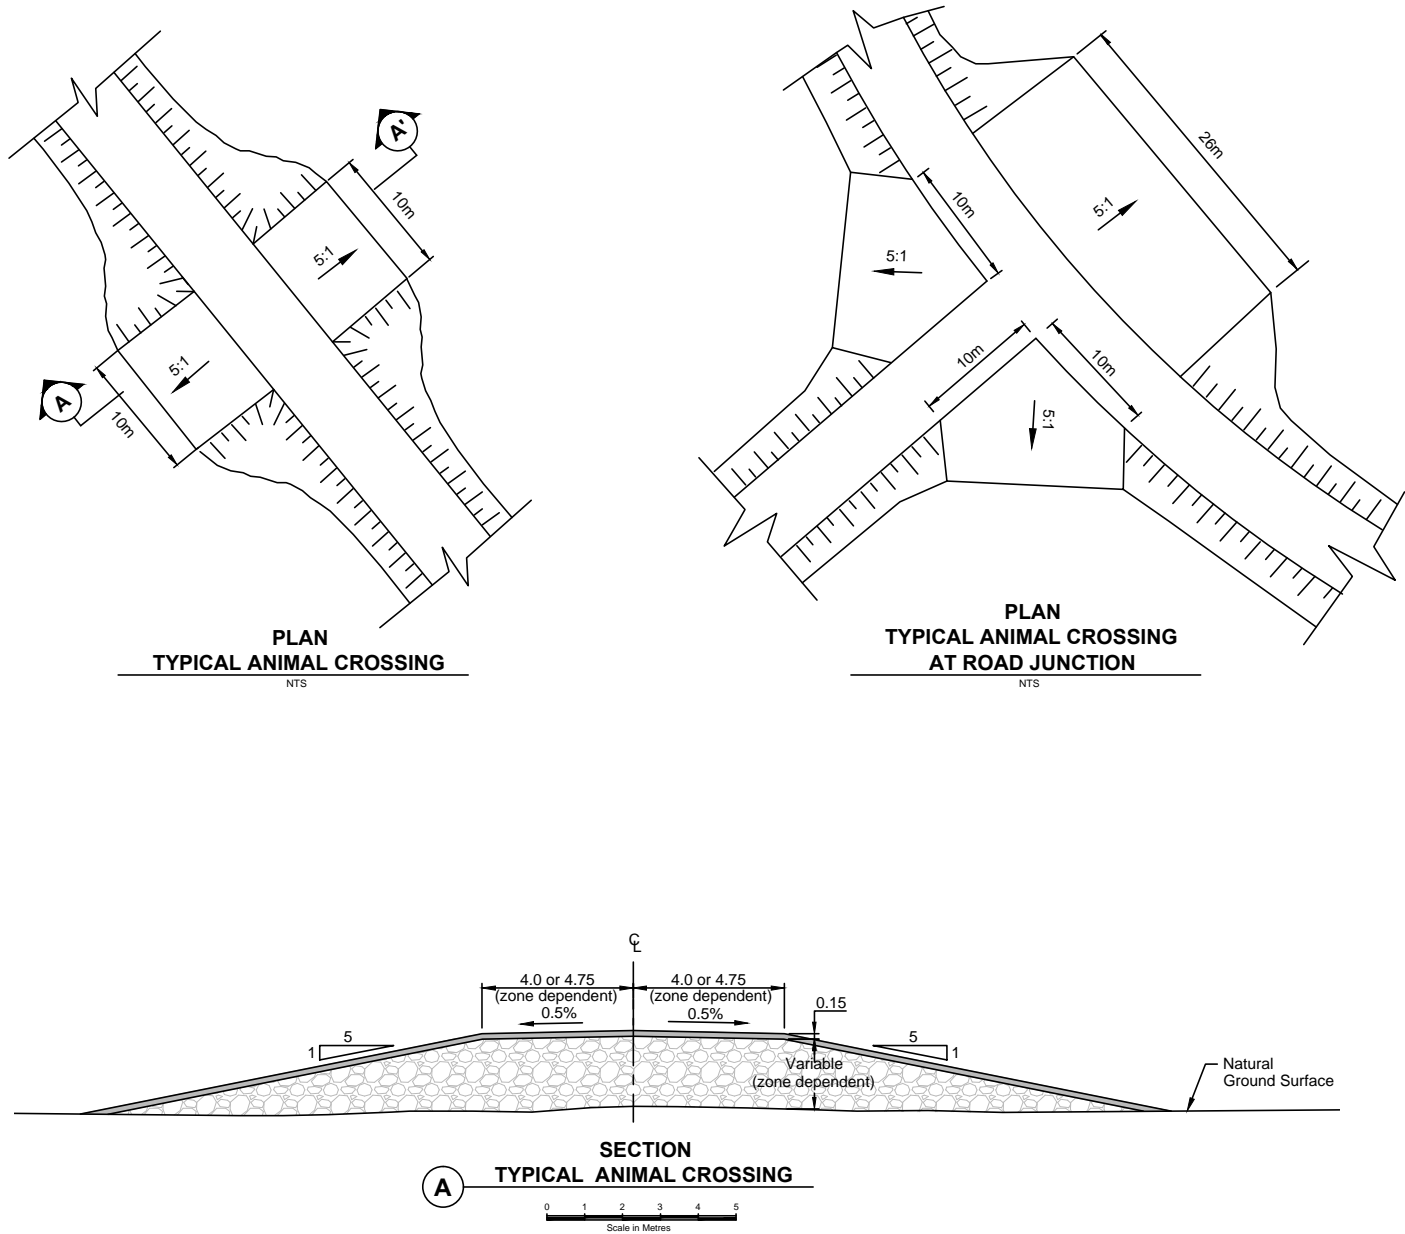 A'
10m
5:1
5:1
A
10m
PLAN
TYPICAL ANIMAL CROSSING
NTS
26m
10m
5:1
5:1
10m
10m
5:1
PLAN
TYPICAL ANIMAL CROSSING
AT ROAD JUNCTION
NTS
CL
4.0 or 4.75
(zone dependent)
0.5%
4.0 or 4.75
(zone dependent)
0.5%
0.15
5
1
5
1
Variable
(zone dependent)
Natural
Ground Surface
SECTION
TYPICAL ANIMAL CROSSING
A
0 1 2 3 4 5
Scale in Metres